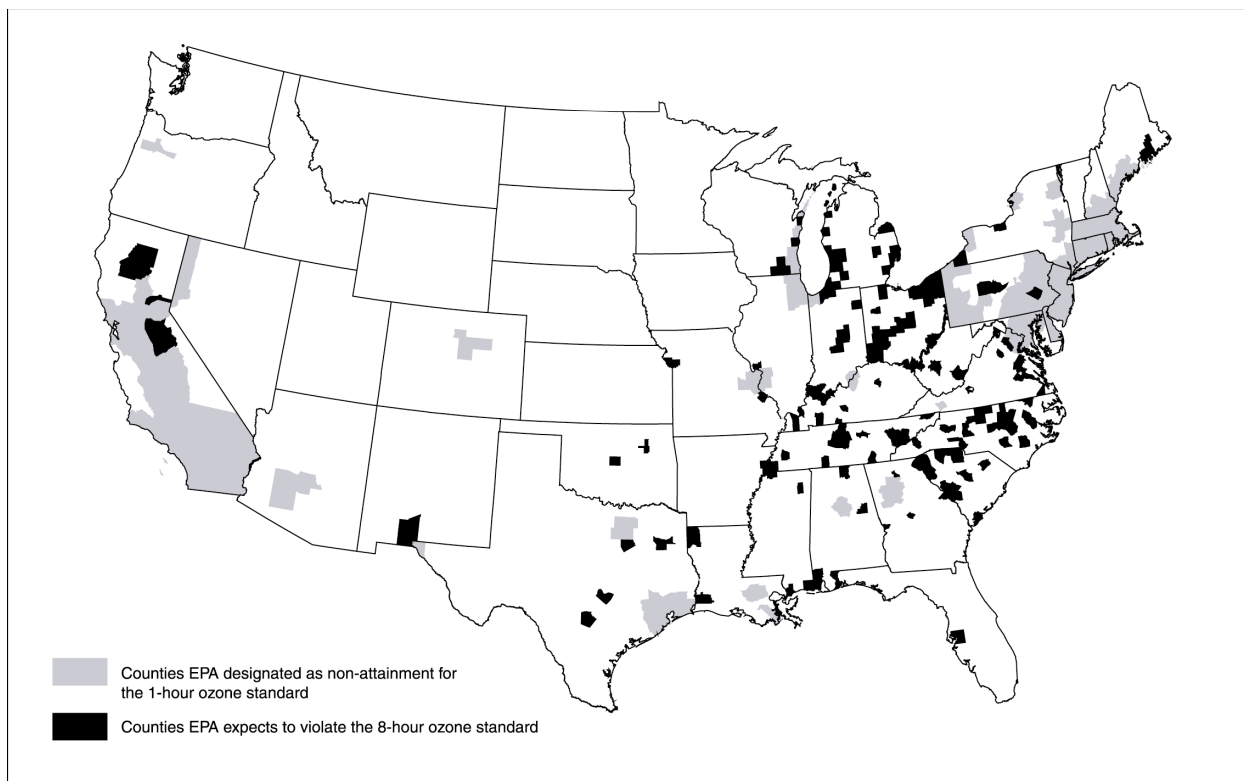 Counties EPA designated as non-attainment for
the 1-hour ozone standard
Counties EPA expects to violate the 8-hour ozone standard